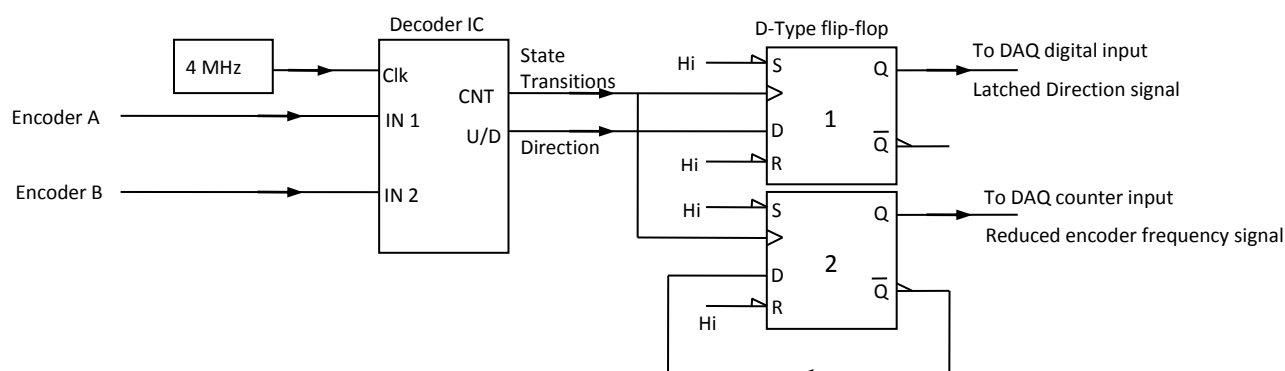 Decoder IC
D-Type flip-flop
4 MHz
Clk
State
Transitions
Hi
S
Q
To DAQ digital input
Latched Direction signal
Encoder A
IN 1
CNT
1
U/D
Direction
D
Q
Hi
R
Encoder B
IN 2
Hi
S
Q
To DAQ counter input
Reduced encoder frequency signal
2
D
Q
R
Hi